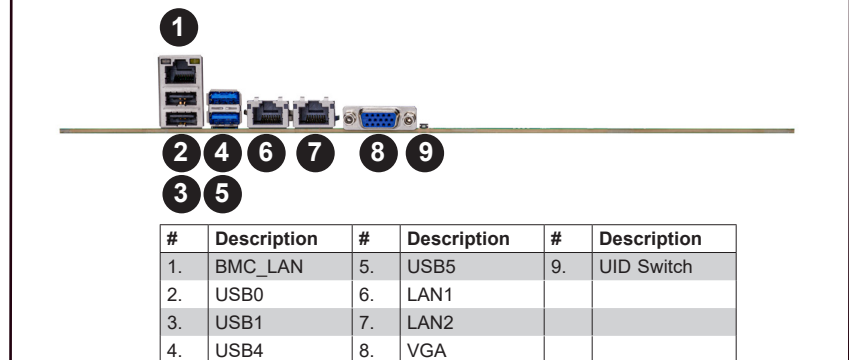 1
2 4 6 7 8 9
3 5
# Description # Description # Description
1. BMC_LAN 5. USB5 9. UID Switch
2. USB0 6. LAN1
3. USB1 7. LAN2
4. USB4 8. VGA